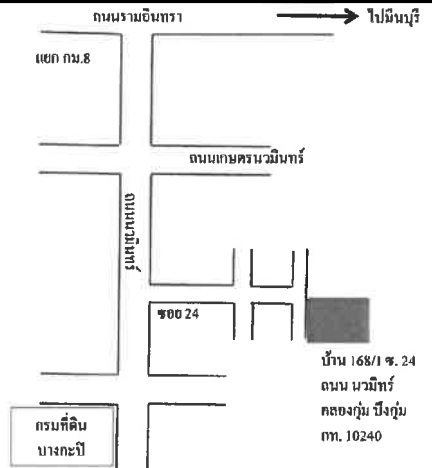 ถนนรามอินทรา
ไปมีนบุรี
แยก กม.8
ถนนเกษตรนวมินทร์
ถนนนวมินทร์
ซอย 24
บ้าน 168/1 ซ. 24
ถนน นวมิทร์
คลองกุ่ม บึงกุ่ม
กท. 10240
กรมที่ดิน
บางกะปิ